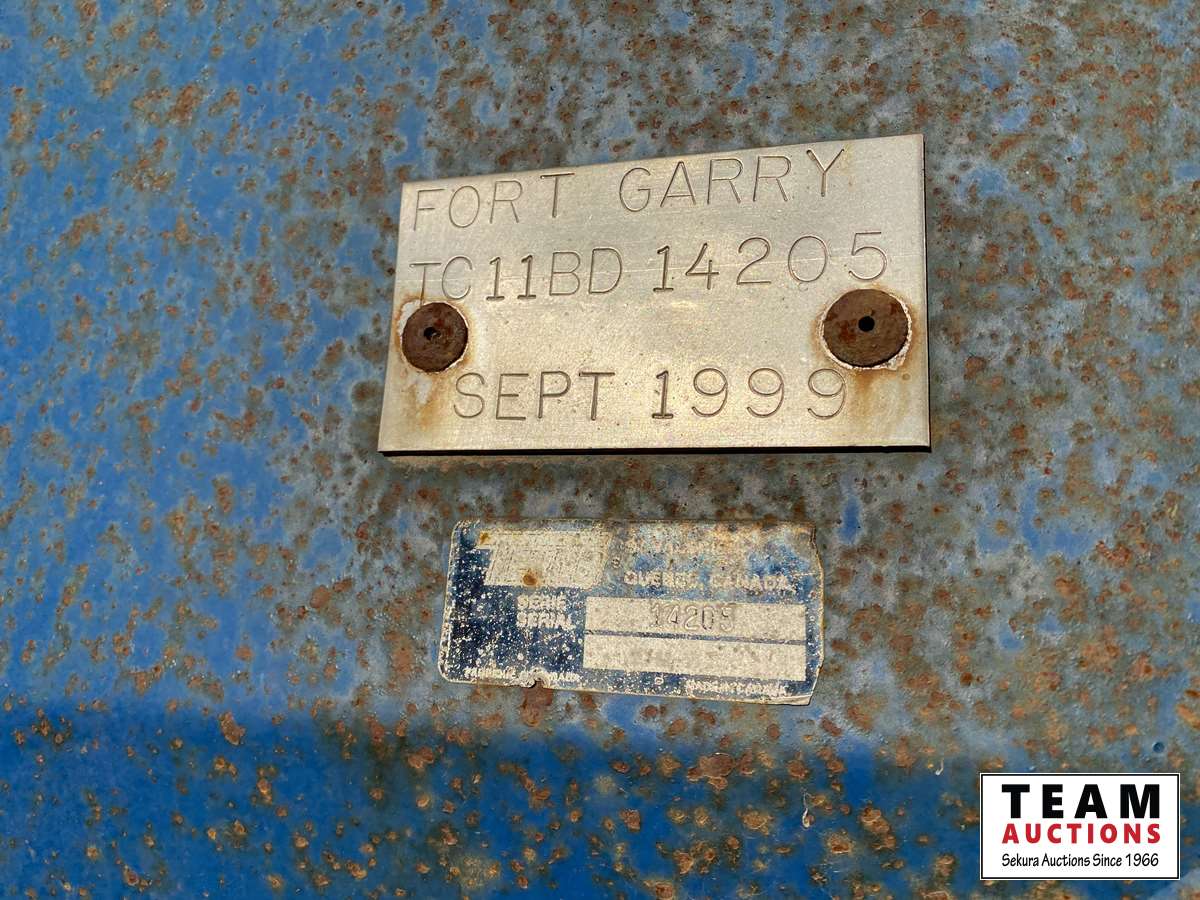 FORT GARRY
TC11BD 14205
SEPT 1999
QUEBEC, CANADA
SERIE
SERIAL
14205
TEAM
AUCTIONS
Sekura Auctions Since 1966